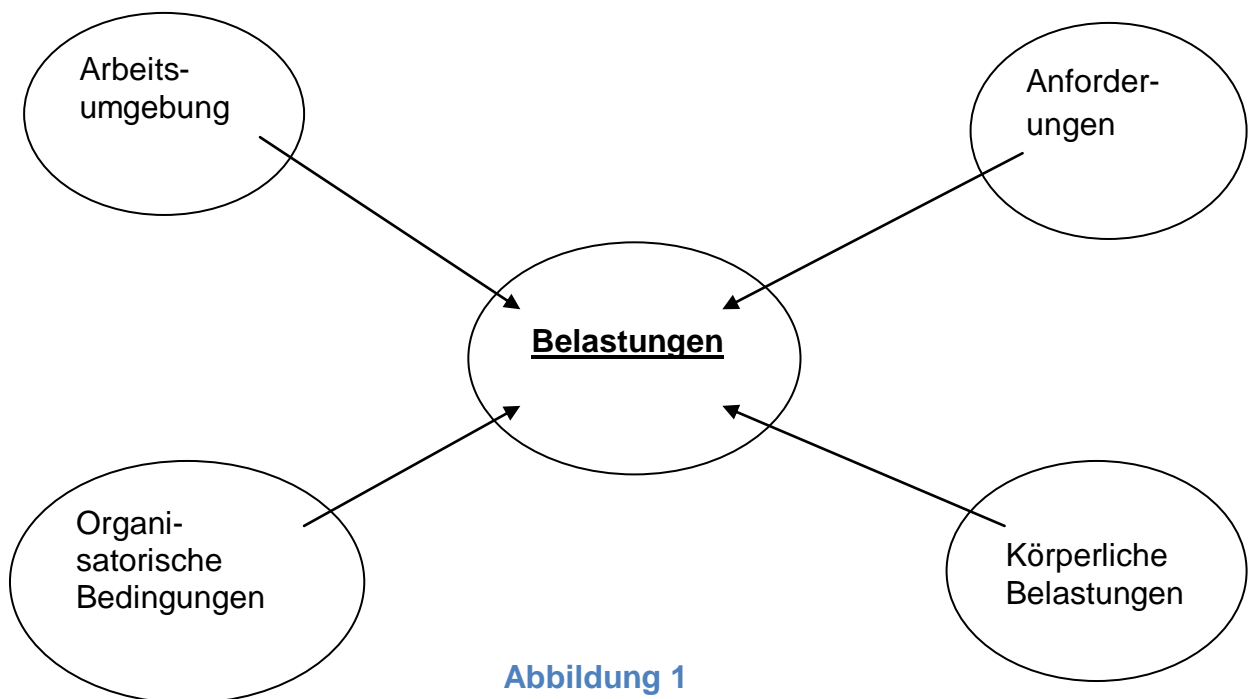 Arbeits-
umgebung
Anforder-
ungen
Belastungen
Organi-
satorische
Bedingungen
Körperliche
Belastungen
Abbildung 1